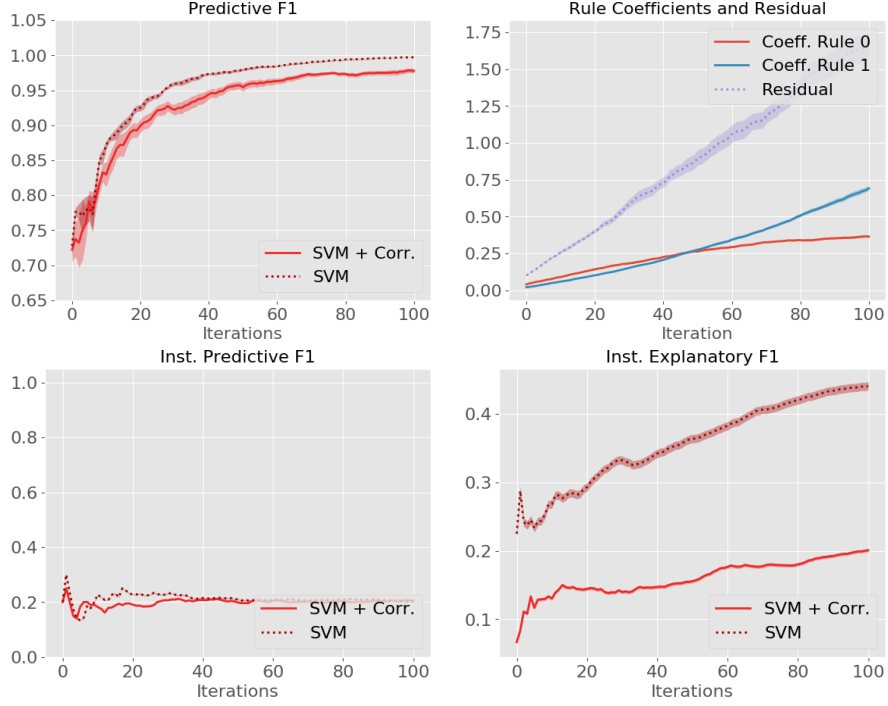 Predictive F1
1.05
1.00
0.95
0.90
0.85
0.80
0.75
0.70
0.65
SVM + Corr.
SVM
0 20 40 60 80 100
Iterations
Rule Coefficients and Residual
1.75
1.50
1.25
1.00
0.75
0.50
0.25
0.00
Coeff. Rule 0
Coeff. Rule 1
Residual
0 20 40 60 80 100
Iteration
Inst. Predictive F1
1.0
0.8
0.6
0.4
0.2
0.0
SVM + Corr.
SVM
0 20 40 60 80 100
Iterations
Inst. Explanatory F1
0.4
0.3
0.2
0.1
SVM + Corr.
SVM
0 20 40 60 80 100
Iterations